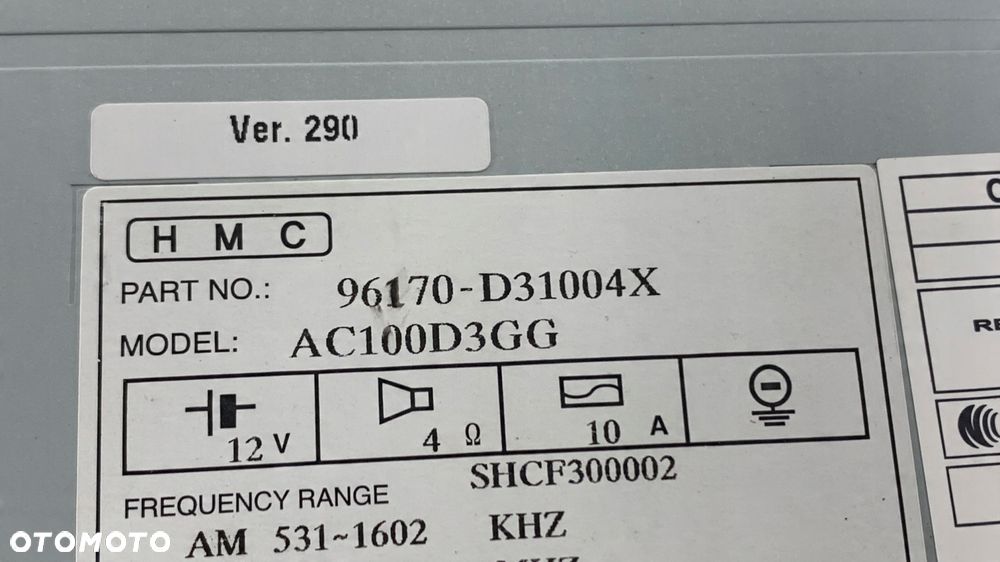 Ver. 290
H M C
PART NO.: 96170-D31004X
MODEL: AC100D3GG
12 V
4 Ω
10 A
SHCF300002
FREQUENCY RANGE
AM 531~1602 KHZ
OTOMOTO